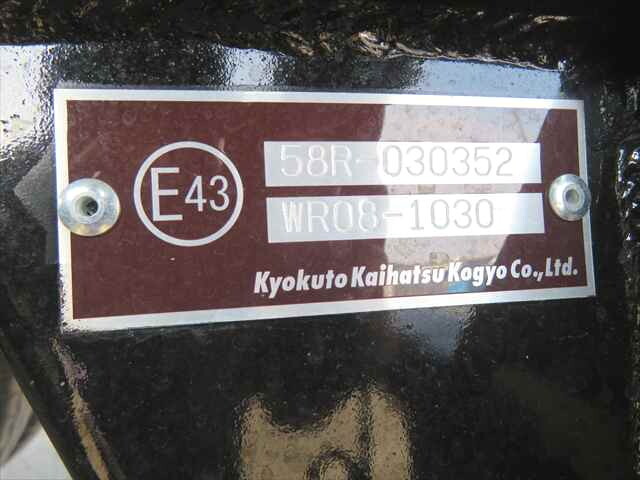 E43
58R-030352
WR08-1030
Kyokuto Kaihatsu Kogyo Co.,Ltd.